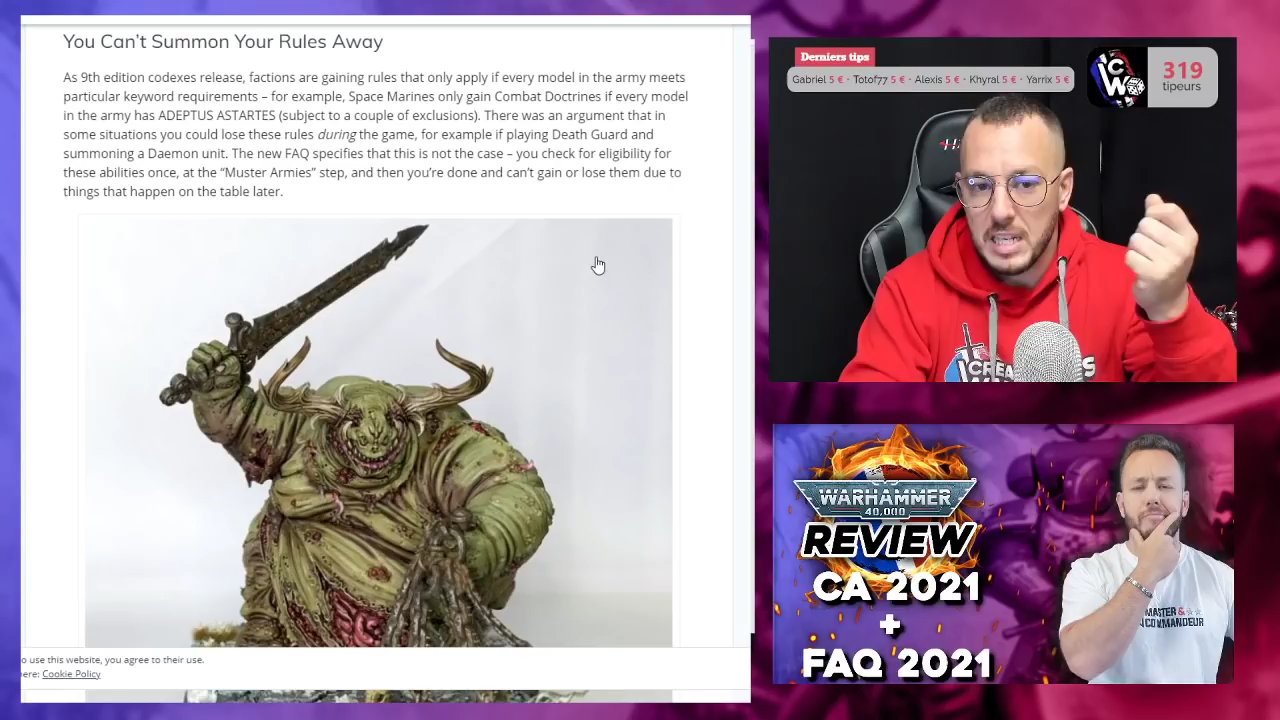 You Can’t Summon Your Rules Away
As 9th edition codexes release, factions are gaining rules that only apply if every model in the army meets
particular keyword requirements – for example, Space Marines only gain Combat Doctrines if every model
in the army has ADEPTUS ASTARTES (subject to a couple of exclusions). There was an argument that in
some situations you could lose these rules during the game, for example if playing Death Guard and
summoning a Daemon unit. The new FAQ specifies that this is not the case – you check for eligibility for
these abilities once, at the “Muster Armies” step, and then you’re done and can’t gain or lose them due to
things that happen on the table later.
o use this website, you agree to their use.
ere: Cookie Policy
Derniers tips
Gabriel 5 € - Totof77 5 € - Alexis 5 € - Khyral 5 € - Yarrix 5 €
CW
319
tipeurs
WARHAMMER
40,000
REVIEW
CA 2021
+
FAQ 2021
MASTER &
N COMMANDEUR